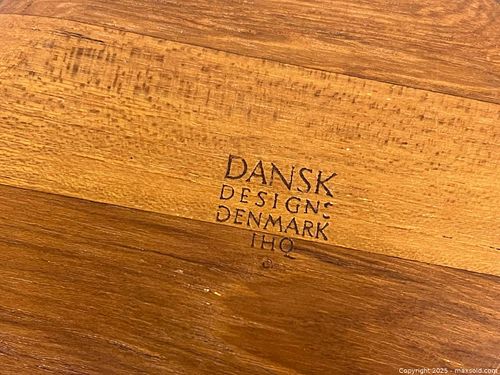 DANSK
DESIGNS
DENMARK
IHQ
©
Copyright 2025 - maxsold.com